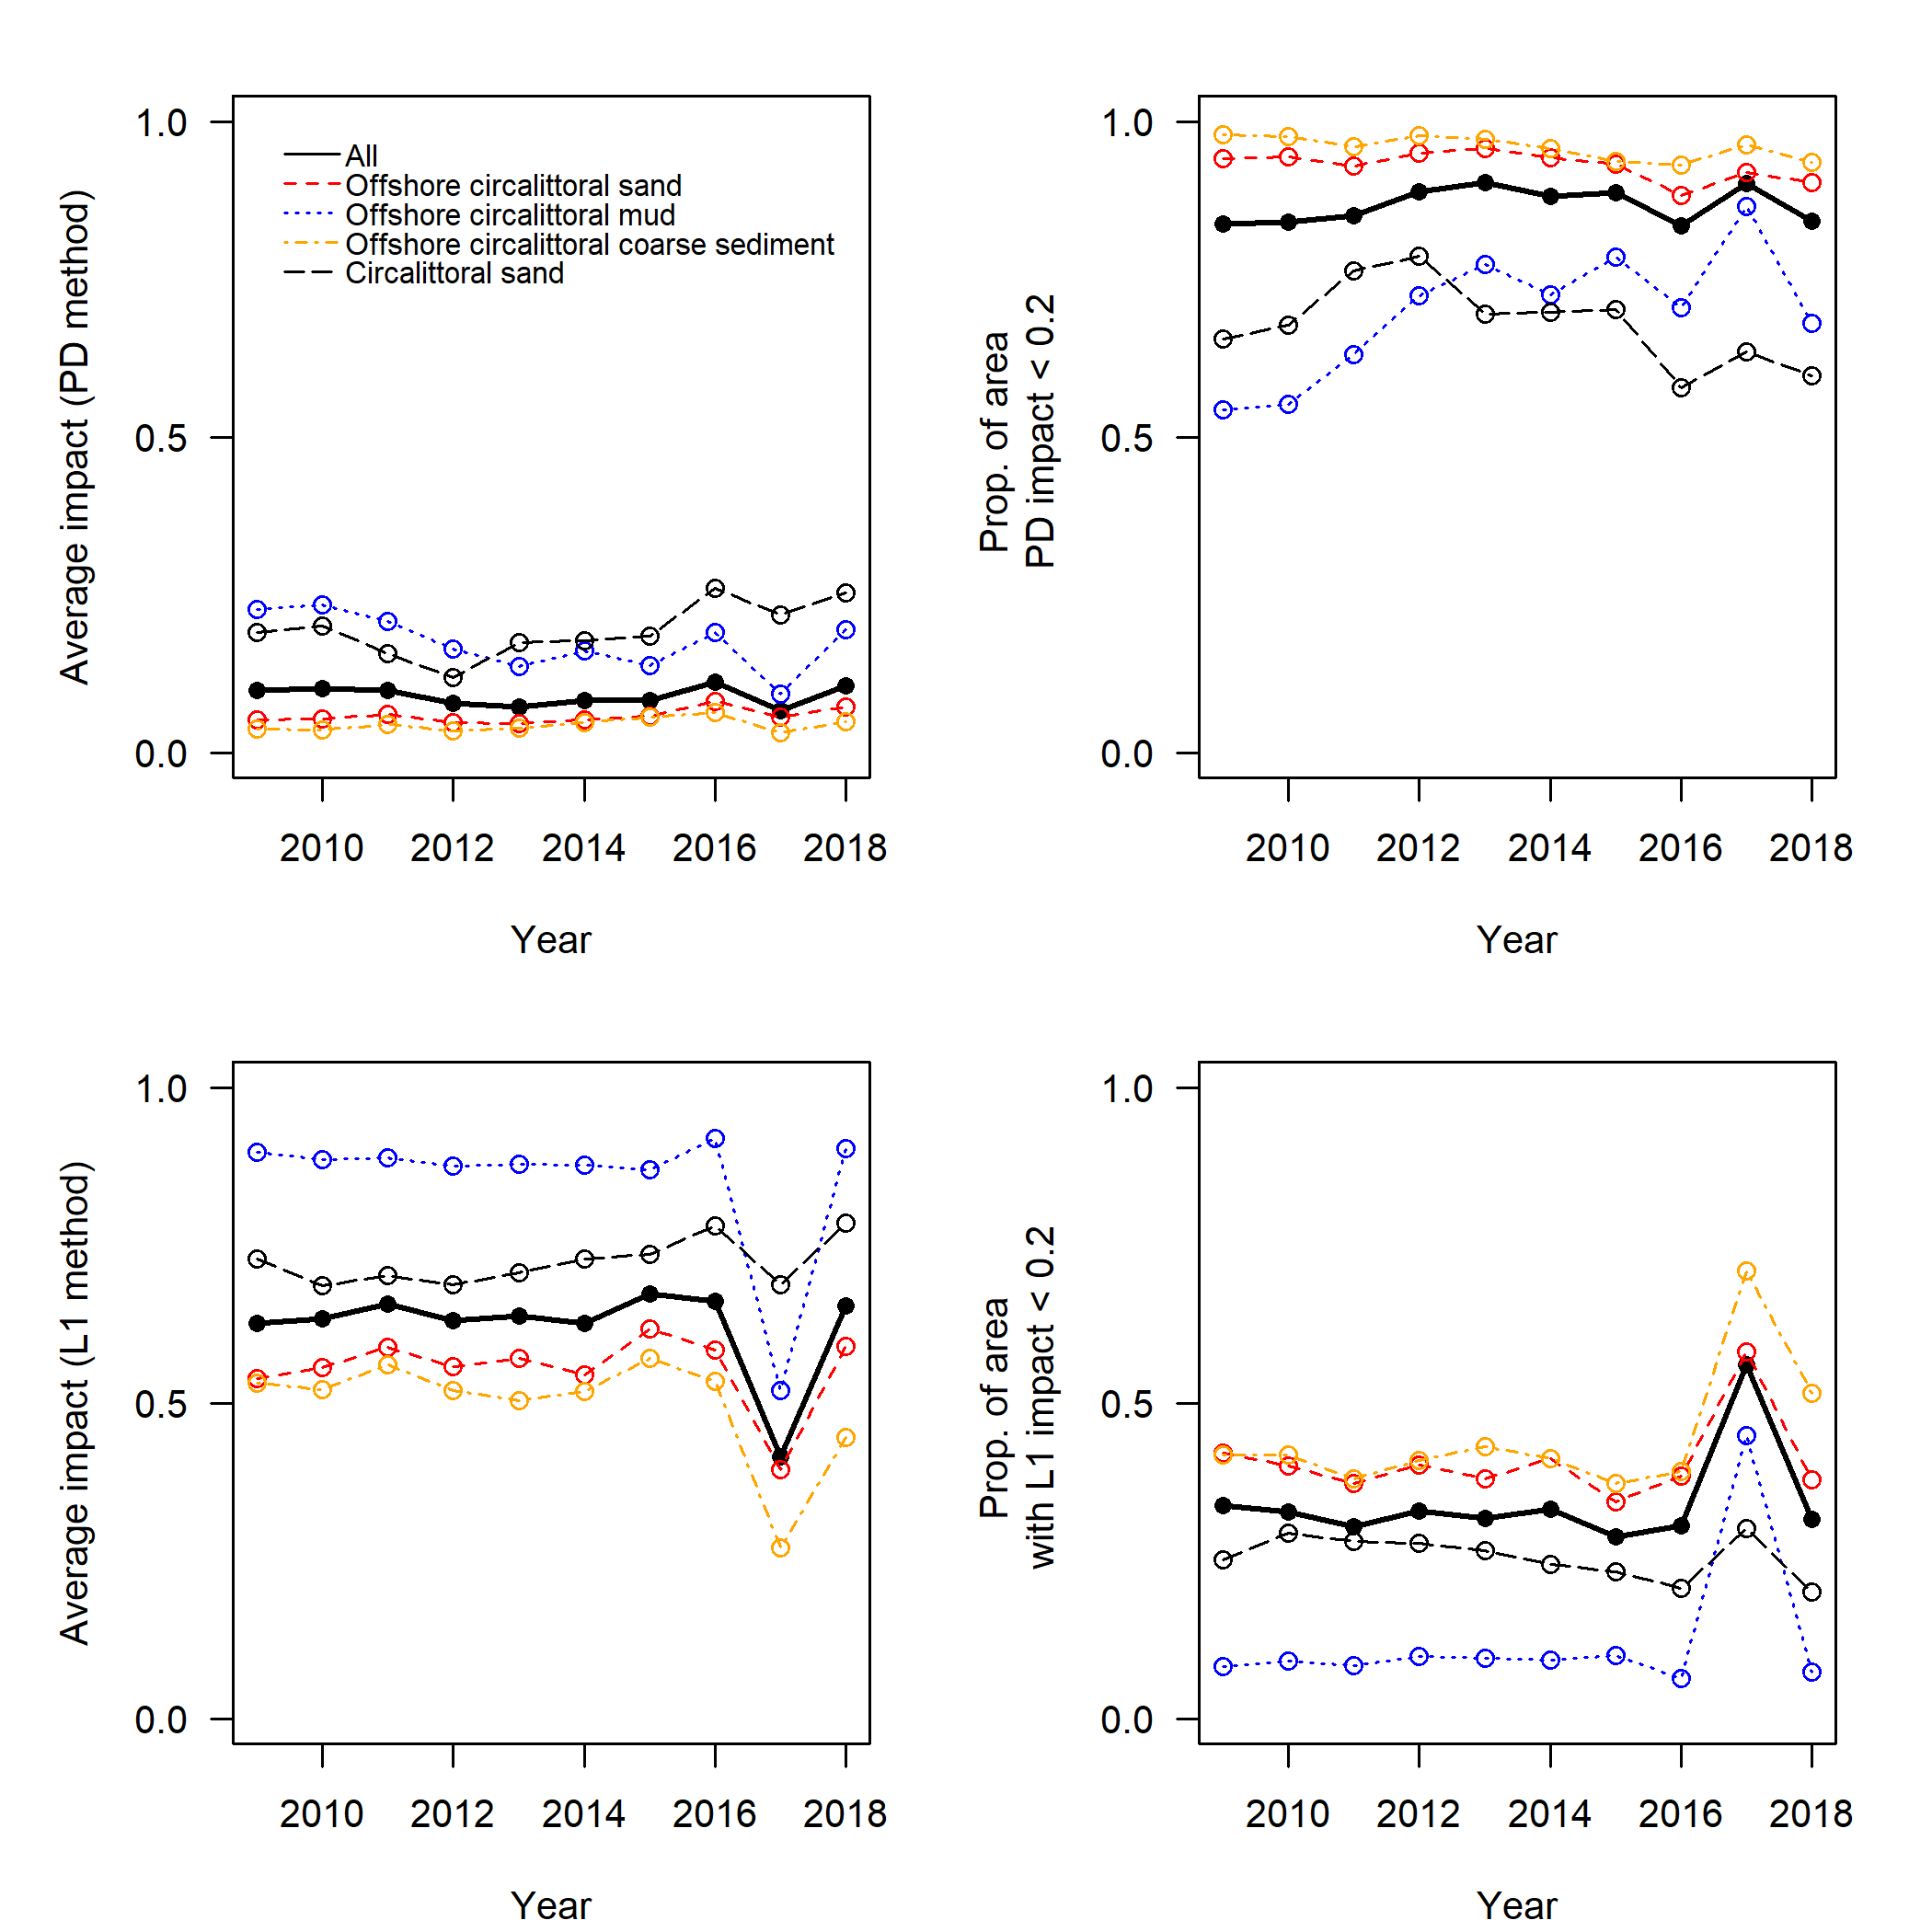 1.0
0.5
0.0
Average impact (PD method)
All
Offshore circalittoral sand
Offshore circalittoral mud
Offshore circalittoral coarse sediment
Circalittoral sand
2010 2012 2014 2016 2018
Year
1.0
0.5
0.0
Prop. of area
PD impact < 0.2
2010 2012 2014 2016 2018
Year
1.0
0.5
0.0
Average impact (L1 method)
2010 2012 2014 2016 2018
Year
1.0
0.5
0.0
Prop. of area
with L1 impact < 0.2
2010 2012 2014 2016 2018
Year